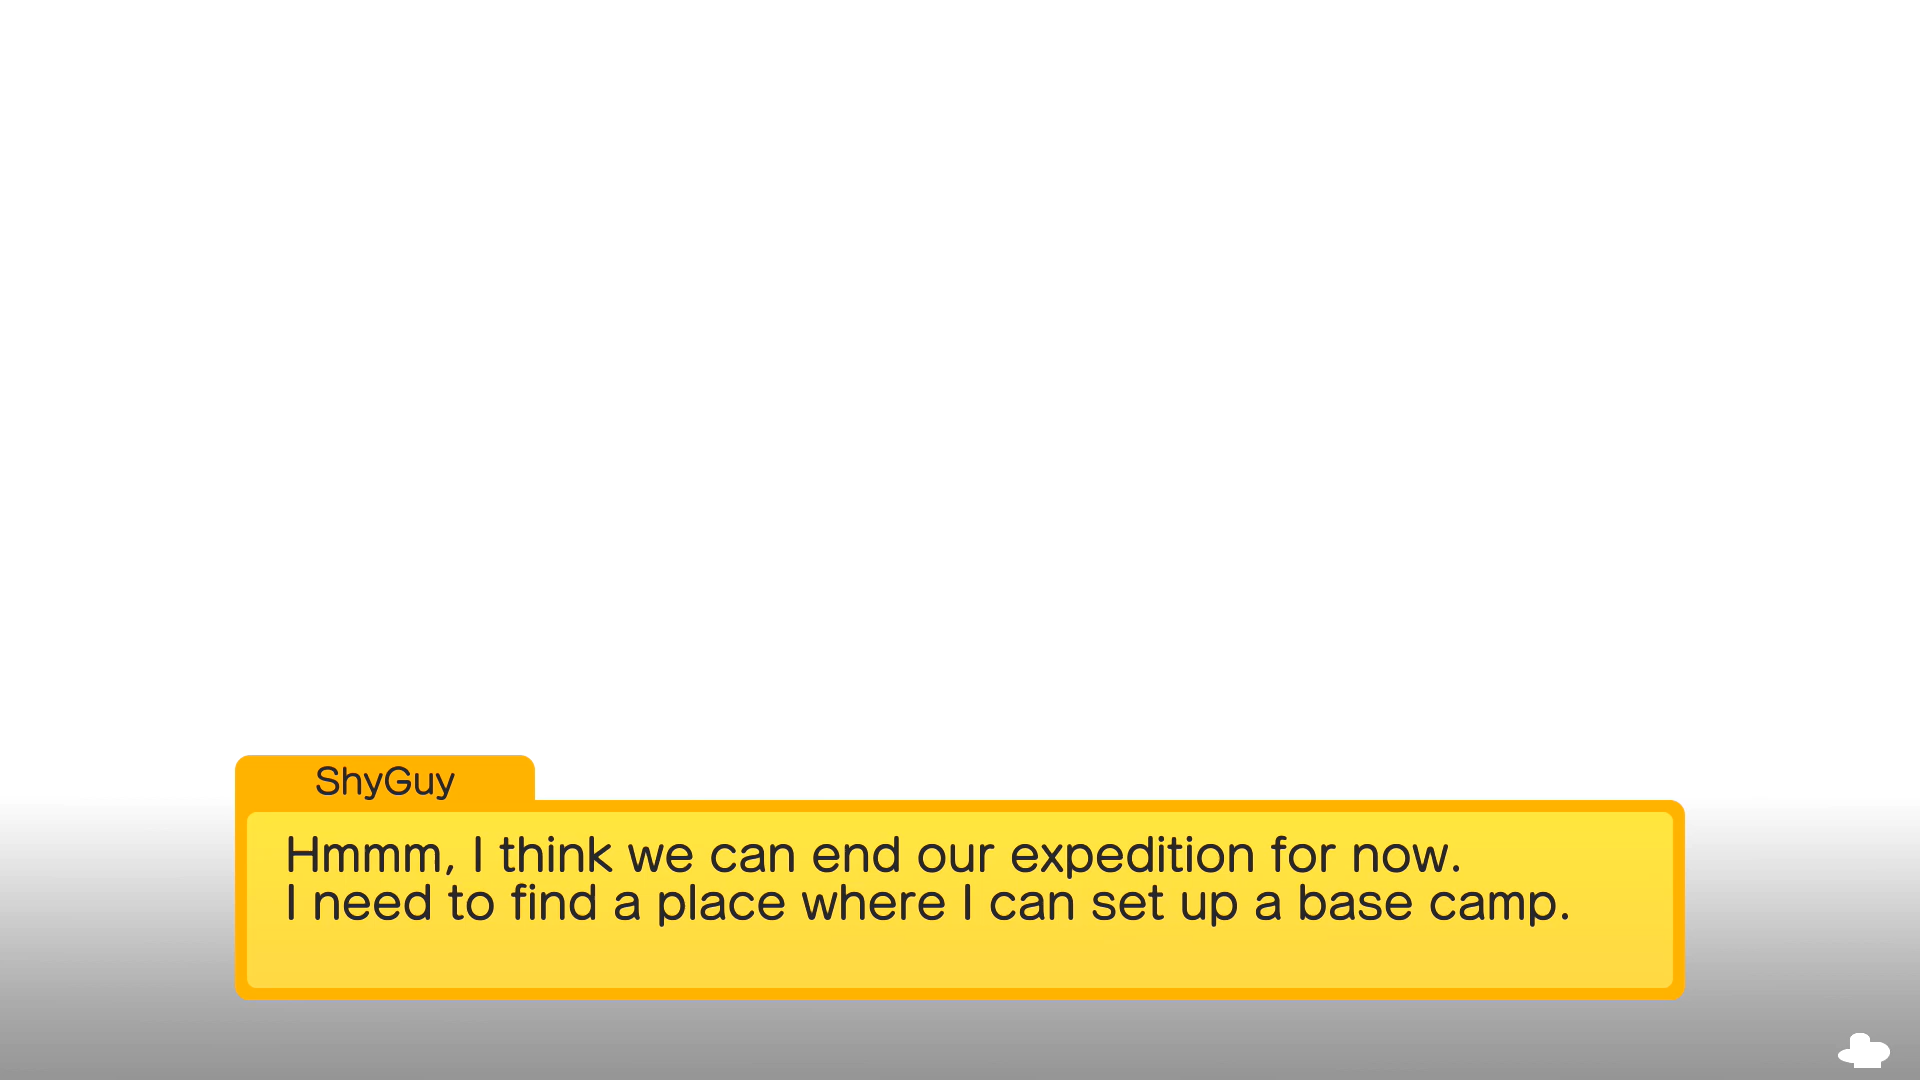 ShyGuy
Hmmm, I think we can end our expedition for now.
I need to find a place where I can set up a base camp.